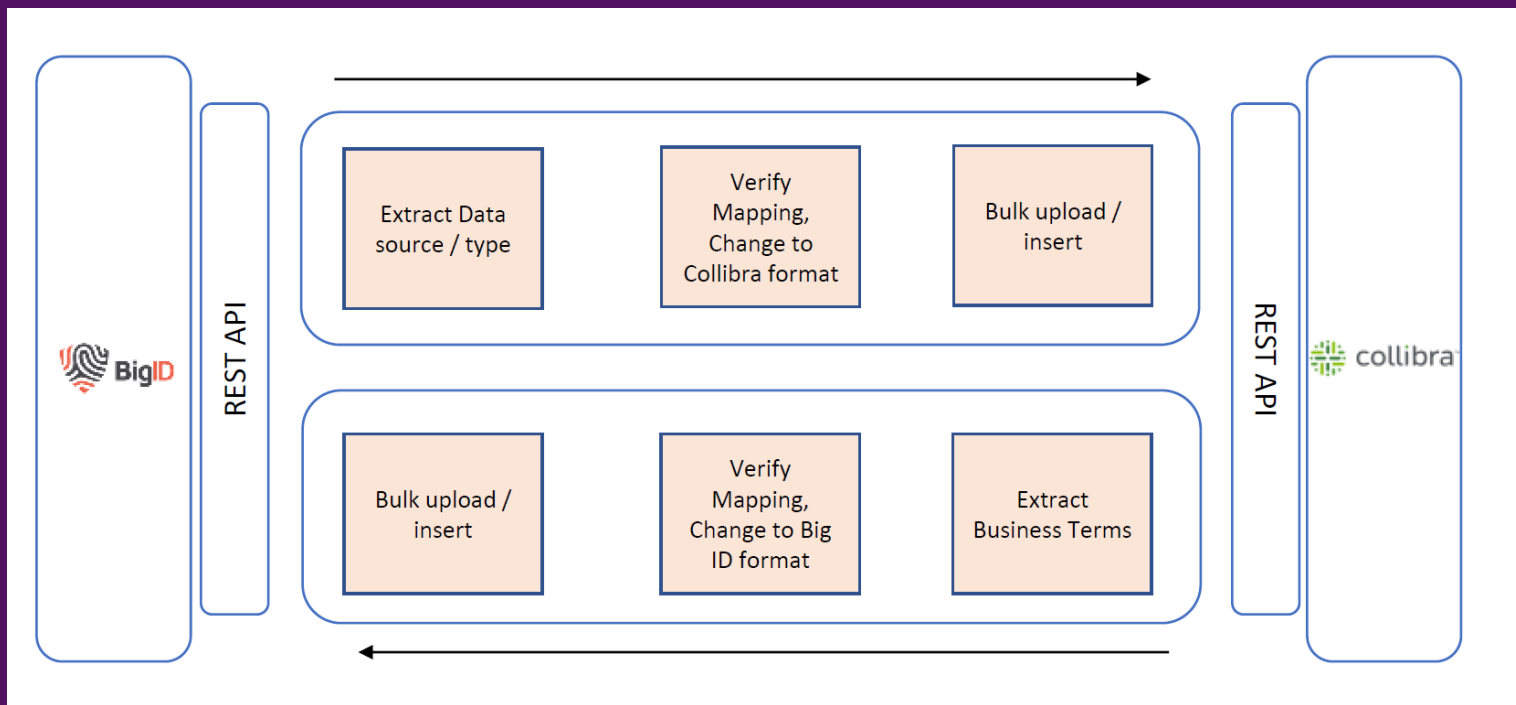 BigID
REST API
Extract Data
source / type
Verify
Mapping,
Change to
Collibra format
Bulk upload /
insert
Bulk upload /
insert
Verify
Mapping,
Change to Big
ID format
Extract
Business Terms
REST API
collibra